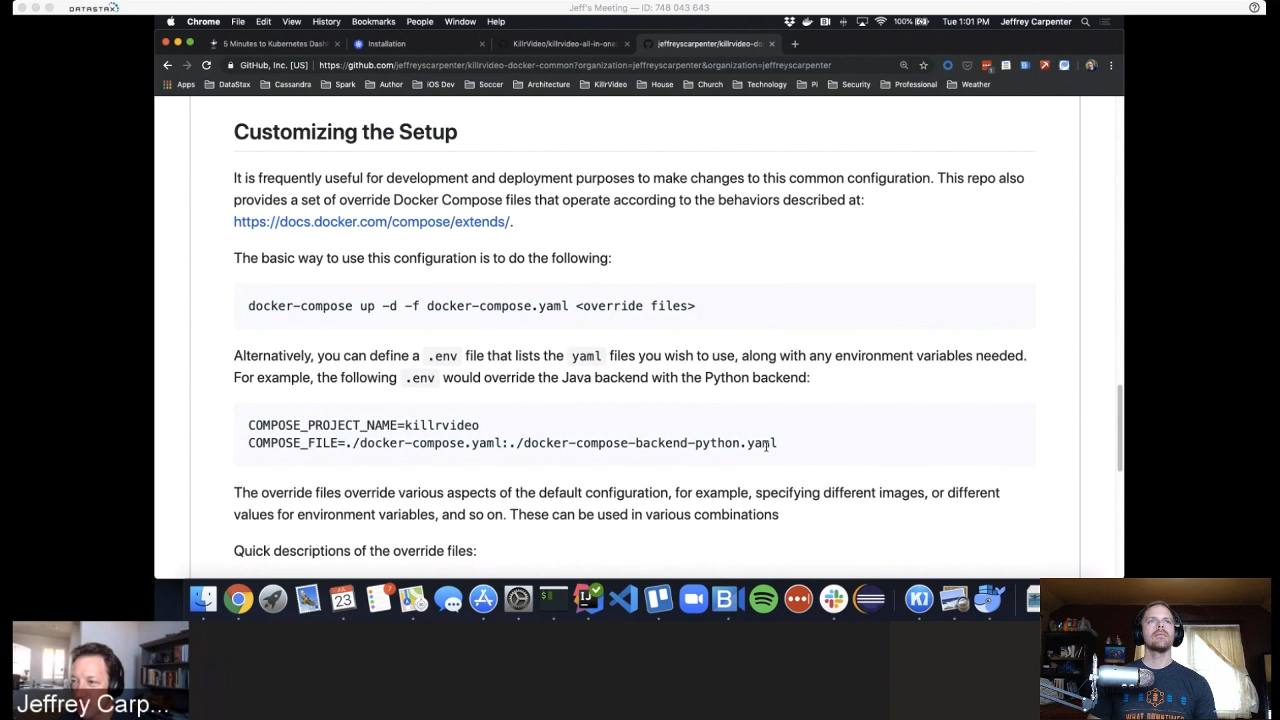 DATASTAX
Jeff's Meeting — ID: 748 043 643
Chrome File Edit View History Bookmarks People Window Help
100% Tue 1:01 PM Jeffrey Carpenter
5 Minutes to Kubernetes Dash
Installation
KillrVideo/killrvideo-all-in-one
jeffreyscarpenter/killrvideo-do
GitHub, Inc. [US] https://github.com/jeffreyscarpenter/killrvideo-docker-common?organization=jeffreyscarpenter&organization=jeffreyscarpenter
Apps DataStax Cassandra Spark Author iOS Dev Soccer Architecture KillrVideo House Church Technology Pi Security Professional Weather
Customizing the Setup
It is frequently useful for development and deployment purposes to make changes to this common configuration. This repo also
provides a set of override Docker Compose files that operate according to the behaviors described at:
https://docs.docker.com/compose/extends/.
The basic way to use this configuration is to do the following:
docker-compose up -d -f docker-compose.yaml <override files>
Alternatively, you can define a .env file that lists the yaml files you wish to use, along with any environment variables needed.
For example, the following .env would override the Java backend with the Python backend:
COMPOSE_PROJECT_NAME=killrvideo
COMPOSE_FILE=./docker-compose.yaml:./docker-compose-backend-python.yaml
The override files override various aspects of the default configuration, for example, specifying different images, or different
values for environment variables, and so on. These can be used in various combinations
Quick descriptions of the override files:
23
7
Jeffrey Carp...
WHAT DOWNTIME?